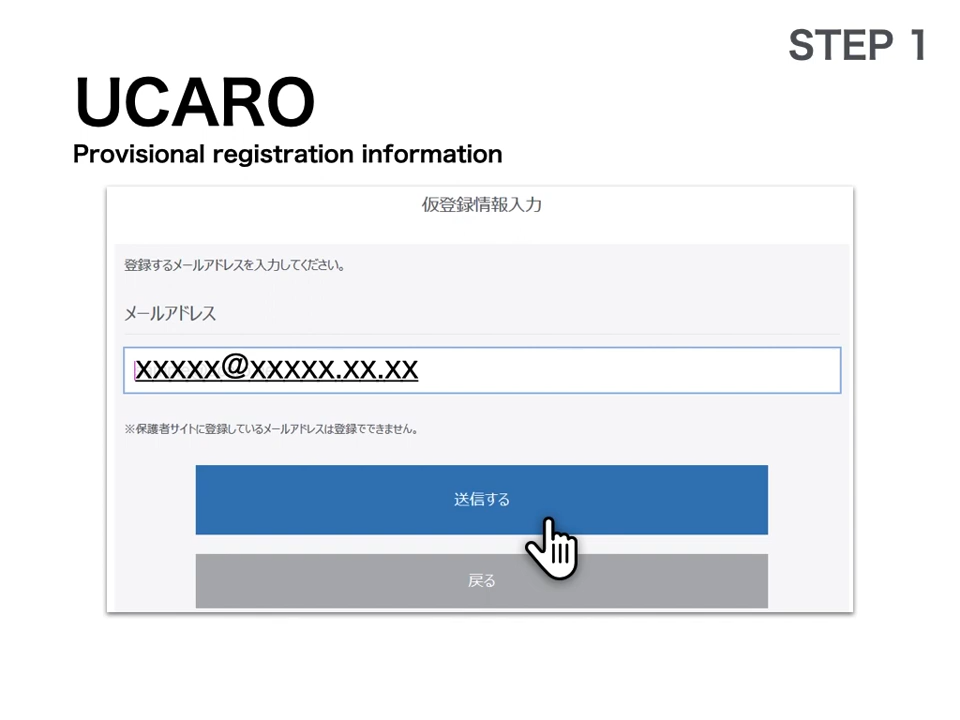 STEP 1
UCARO
Provisional registration information
仮登録情報入力
登録するメールアドレスを入力してください。
メールアドレス
xxxxx@xxxxx.xx.xx
※保護者サイトに登録しているメールアドレスは登録でできません。
送信する
戻る